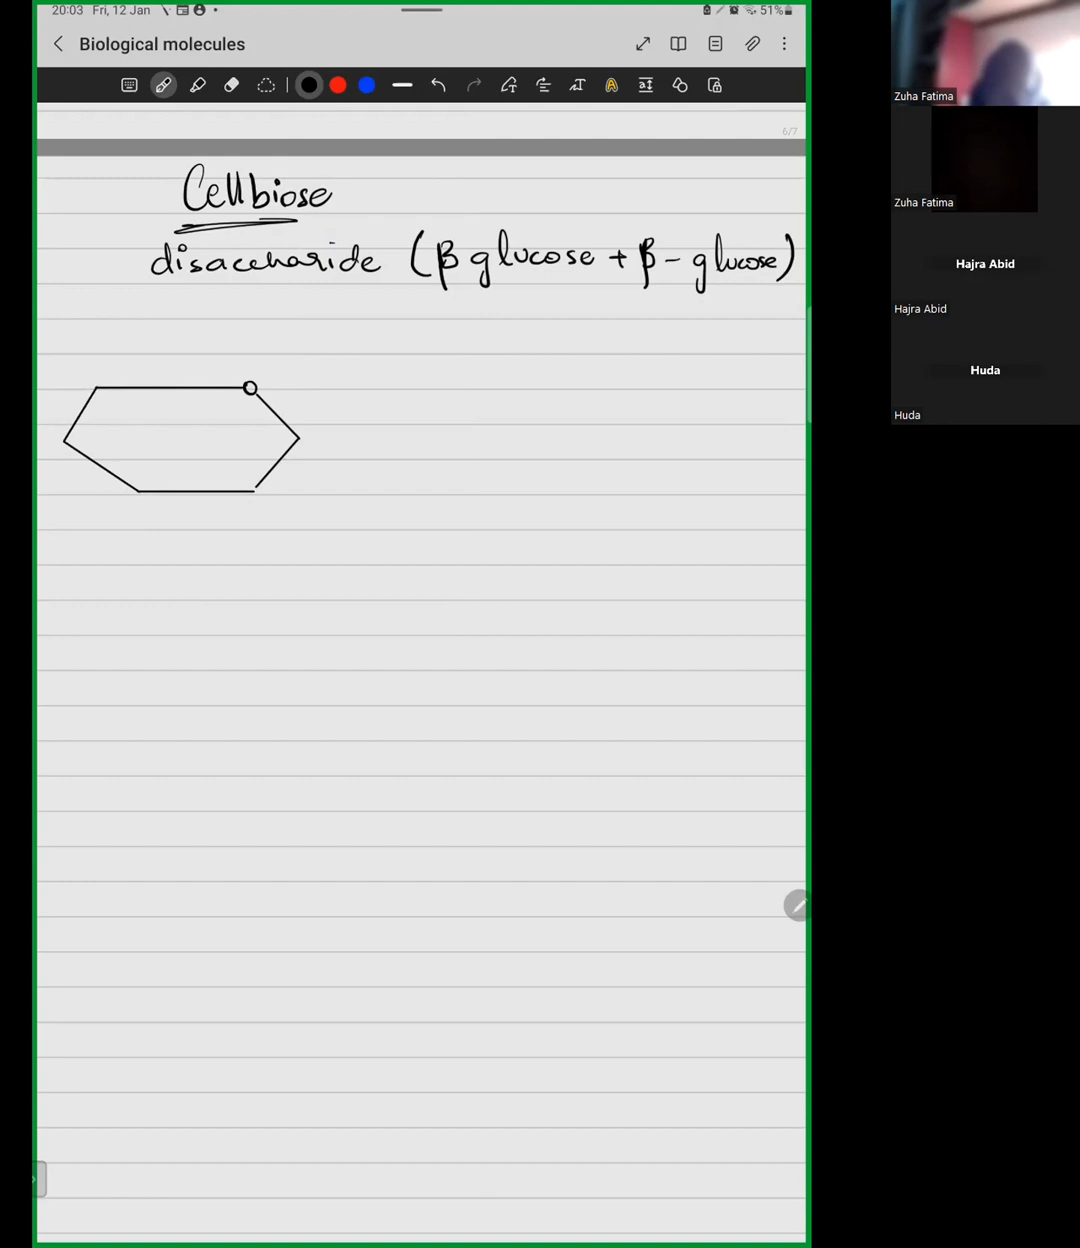 20:03 Fri, 12 Jan
51%
Biological molecules
6/7
Cellbiose
disaccharide (β glucose + β - glucose)
Zuha Fatima
Zuha Fatima
Hajra Abid
Hajra Abid
Huda
Huda